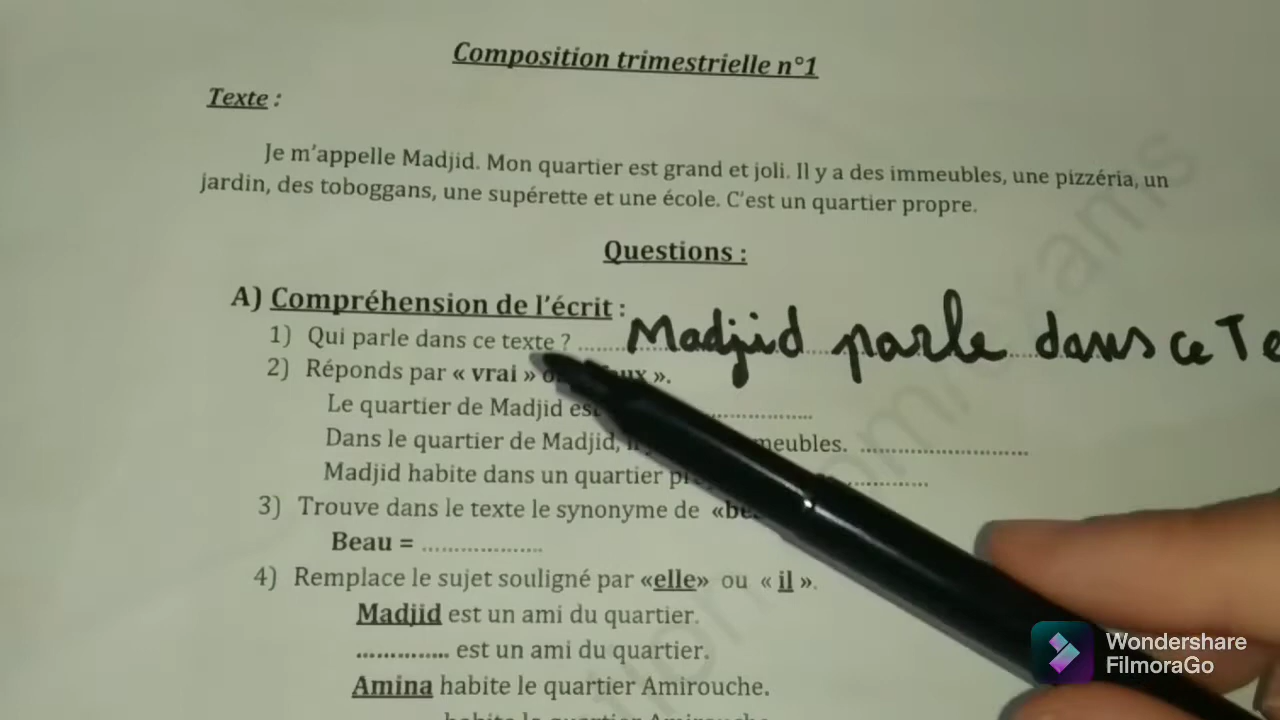 Composition trimestrielle n°1
Texte :
Je m'appelle Madjid. Mon quartier est grand et joli. Il y a des immeubles, une pizzéria, un
jardin, des toboggans, une supérette et une école. C'est un quartier propre.
Questions :
A) Compréhension de l'écrit :
1) Qui parle dans ce texte ? ...... Madjid parle dans ce Te
2) Réponds par « vrai » ».
Le quartier de Madjid est ..............
Dans le quartier de Madjid, ..........................
Madjid habite dans un quartier ..............
3) Trouve dans le texte le synonyme de
Beau = ..................
4) Remplace le sujet souligné par «elle» ou « il ».
Madjid est un ami du quartier.
.............. est un ami du quartier.
Amina habite le quartier Amirouche.
habite le quartier Amirouche.
Wondershare
FilmoraGo